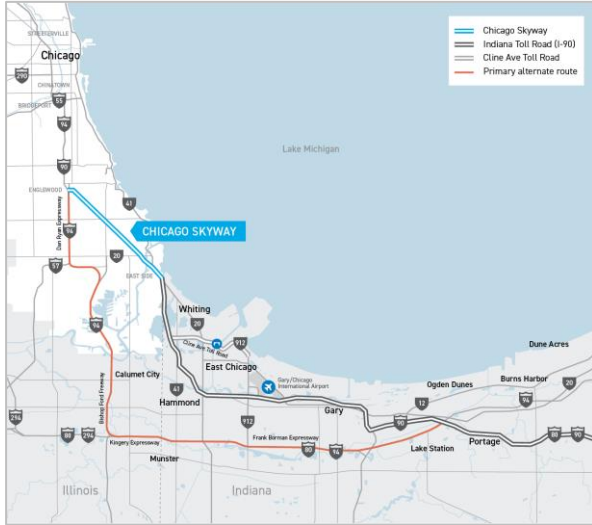 STREETERVILLE
Chicago
290
CHINATOWN
55
BRIDGEPORT
94
90
ENGLEWOOD
41
Dan Ryan Expressway
94
57
20
EAST SIDE
94
Bishop Ford Freeway
Chicago Skyway
Indiana Toll Road (I-90)
Cline Ave Toll Road
Primary alternate route
Lake Michigan
CHICAGO SKYWAY
Whiting
20
912
Cline Ave Toll Road
East Chicago
Gary/Chicago
International Airport
Calumet City
41
Hammond
912
Gary
Dune Acres
Burns Harbor
Ogden Dunes
20
12
94
90
Portage
80
90
Lake Station
294
80
294
Kingery Expressway
Frank Borman Expressway
80
94
Munster
Illinois
Indiana